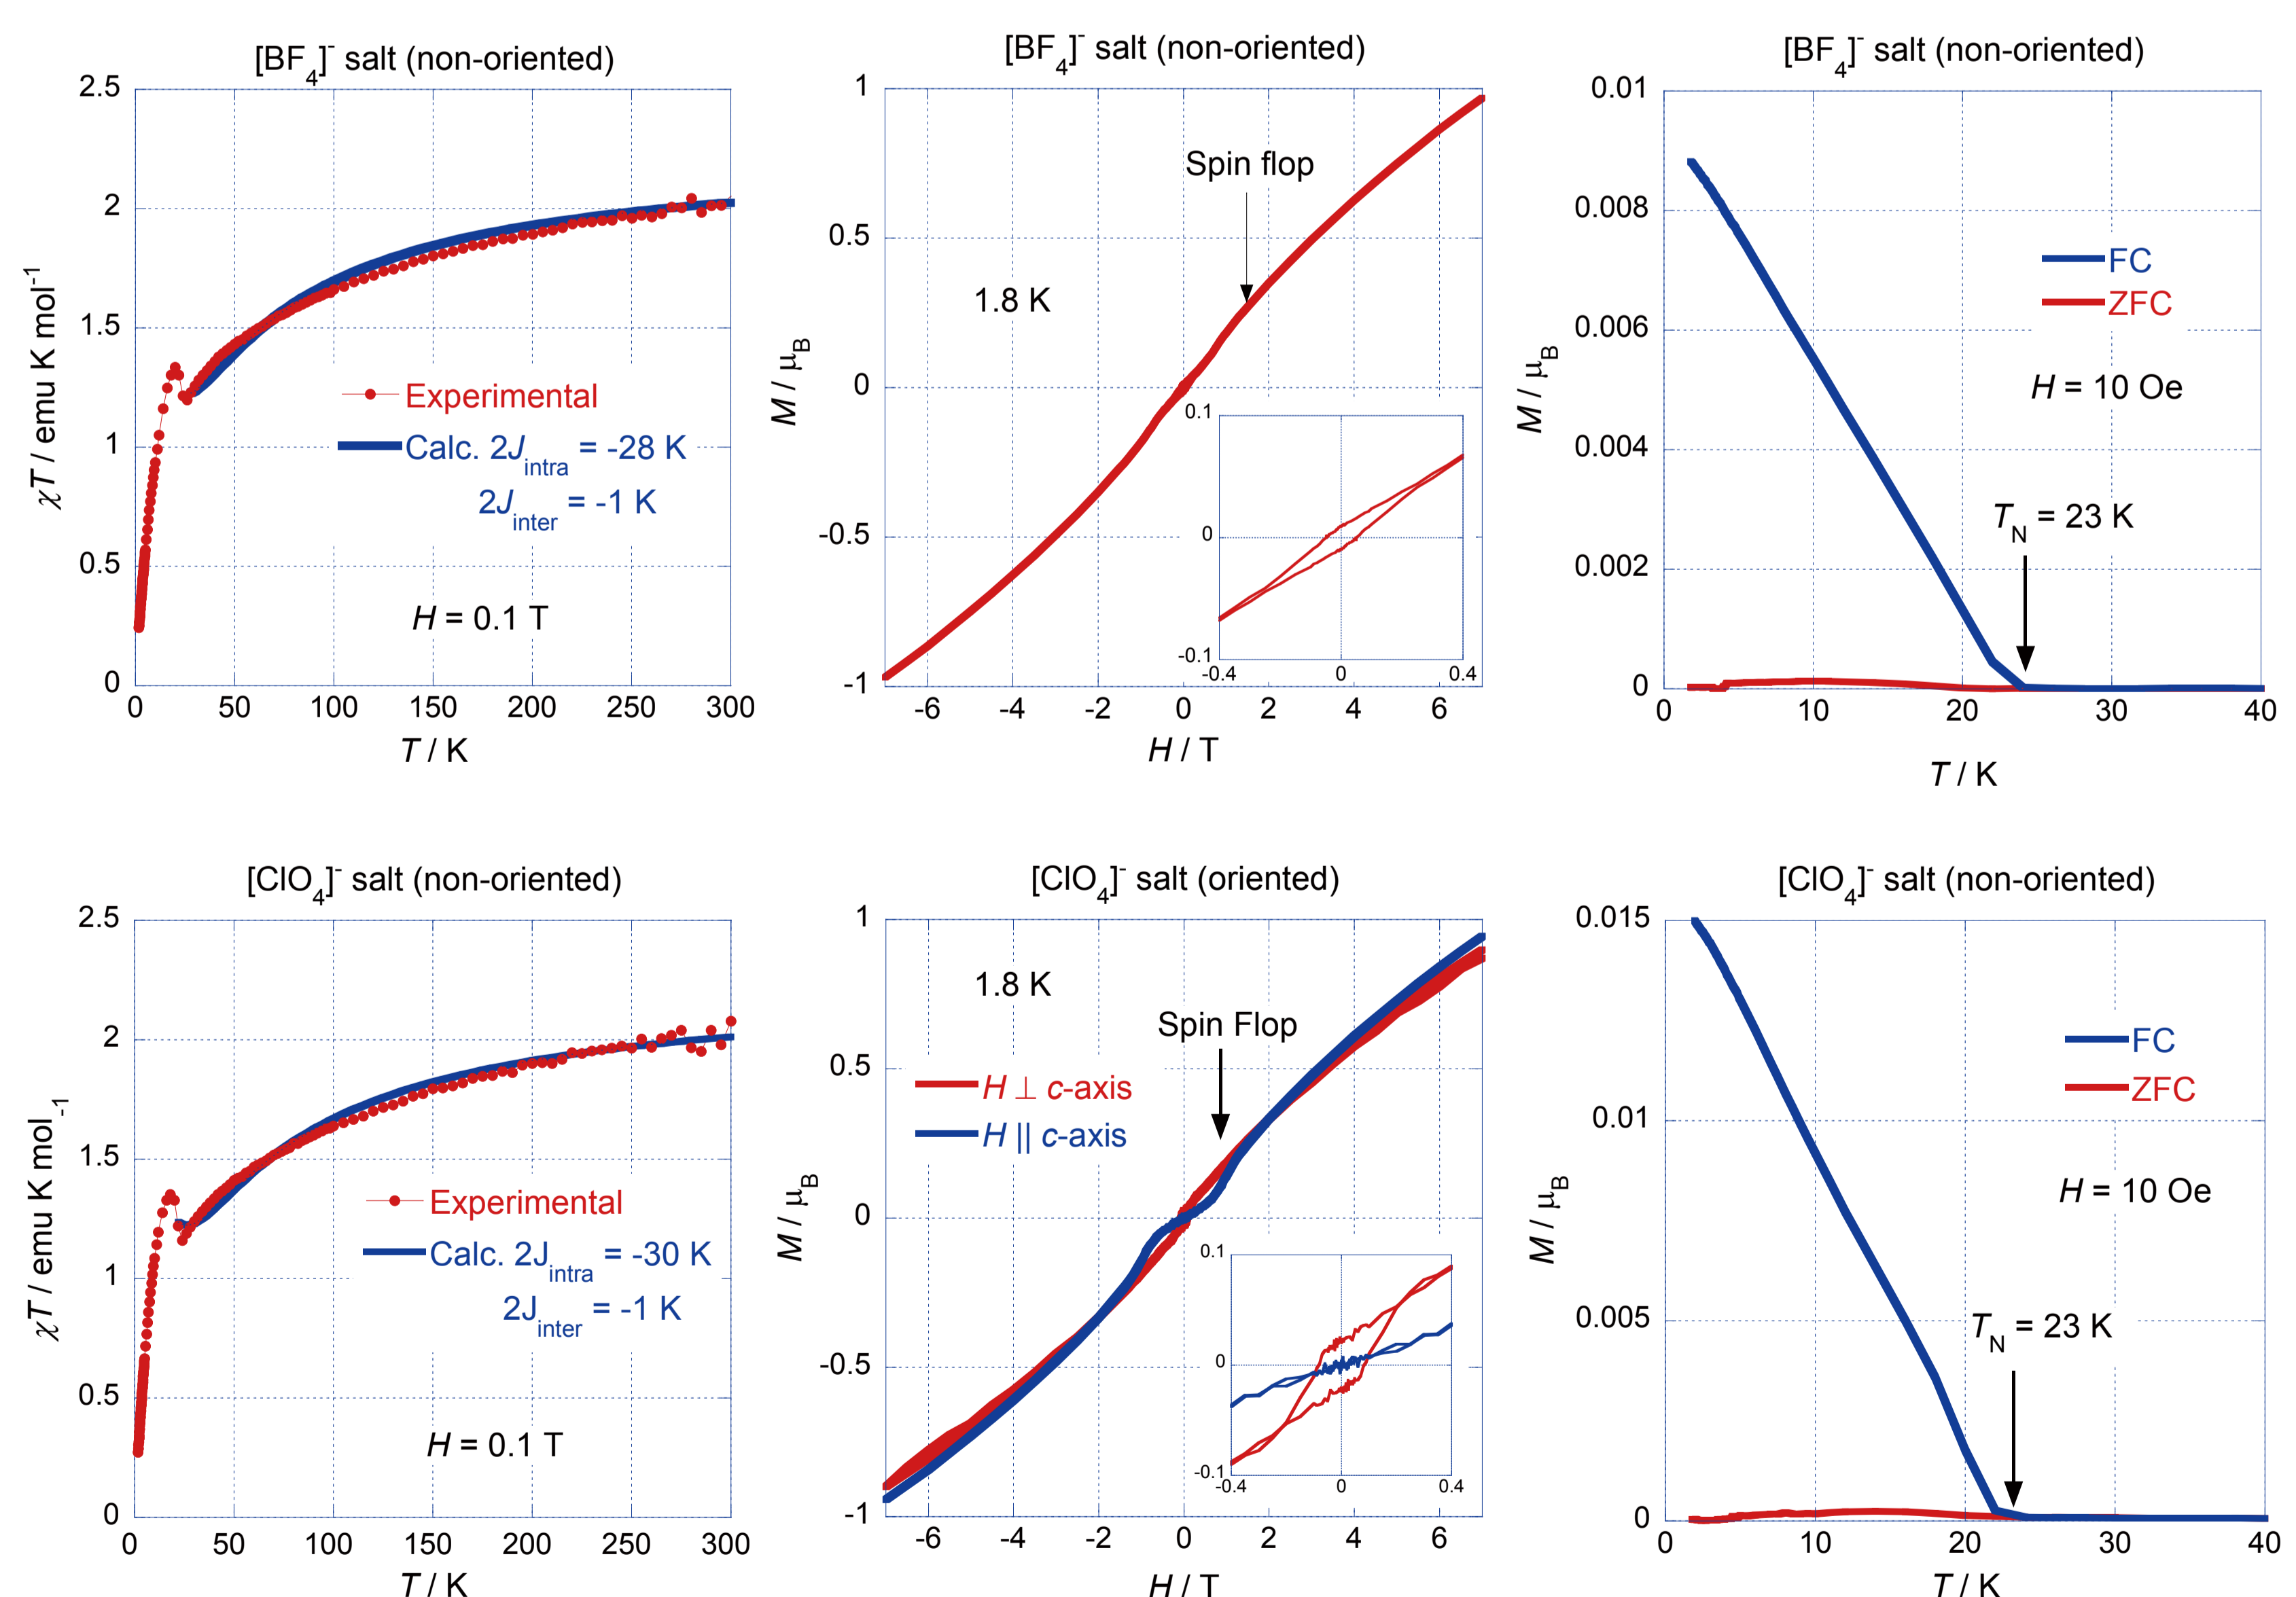 [BF4]- salt (non-oriented)
2.5
2
1.5
1
0.5
0
0 50 100 150 200 250 300
χT / emu K mol-1
T / K
Experimental
Calc. 2Jintra = -28 K
2Jinter = -1 K
H = 0.1 T
[BF4]- salt (non-oriented)
1
0.5
0
-0.5
-1
-6 -4 -2 0 2 4 6
M / μB
H / T
Spin flop
1.8 K
0.1
0
-0.1
-0.4 0 0.4
[BF4]- salt (non-oriented)
0.01
0.008
0.006
0.004
0.002
0
0 10 20 30 40
M / μB
T / K
FC
ZFC
H = 10 Oe
TN = 23 K
[ClO4]- salt (non-oriented)
2.5
2
1.5
1
0.5
0
0 50 100 150 200 250 300
χT / emu K mol-1
T / K
Experimental
Calc. 2Jintra = -30 K
2Jinter = -1 K
H = 0.1 T
[ClO4]- salt (oriented)
1
0.5
0
-0.5
-1
-6 -4 -2 0 2 4 6
M / μB
H / T
1.8 K
Spin Flop
H ⊥ c-axis
H || c-axis
0.1
0
-0.1
-0.4 0 0.4
[ClO4]- salt (non-oriented)
0.015
0.01
0.005
0
0 10 20 30 40
M / μB
T / K
FC
ZFC
H = 10 Oe
TN = 23 K